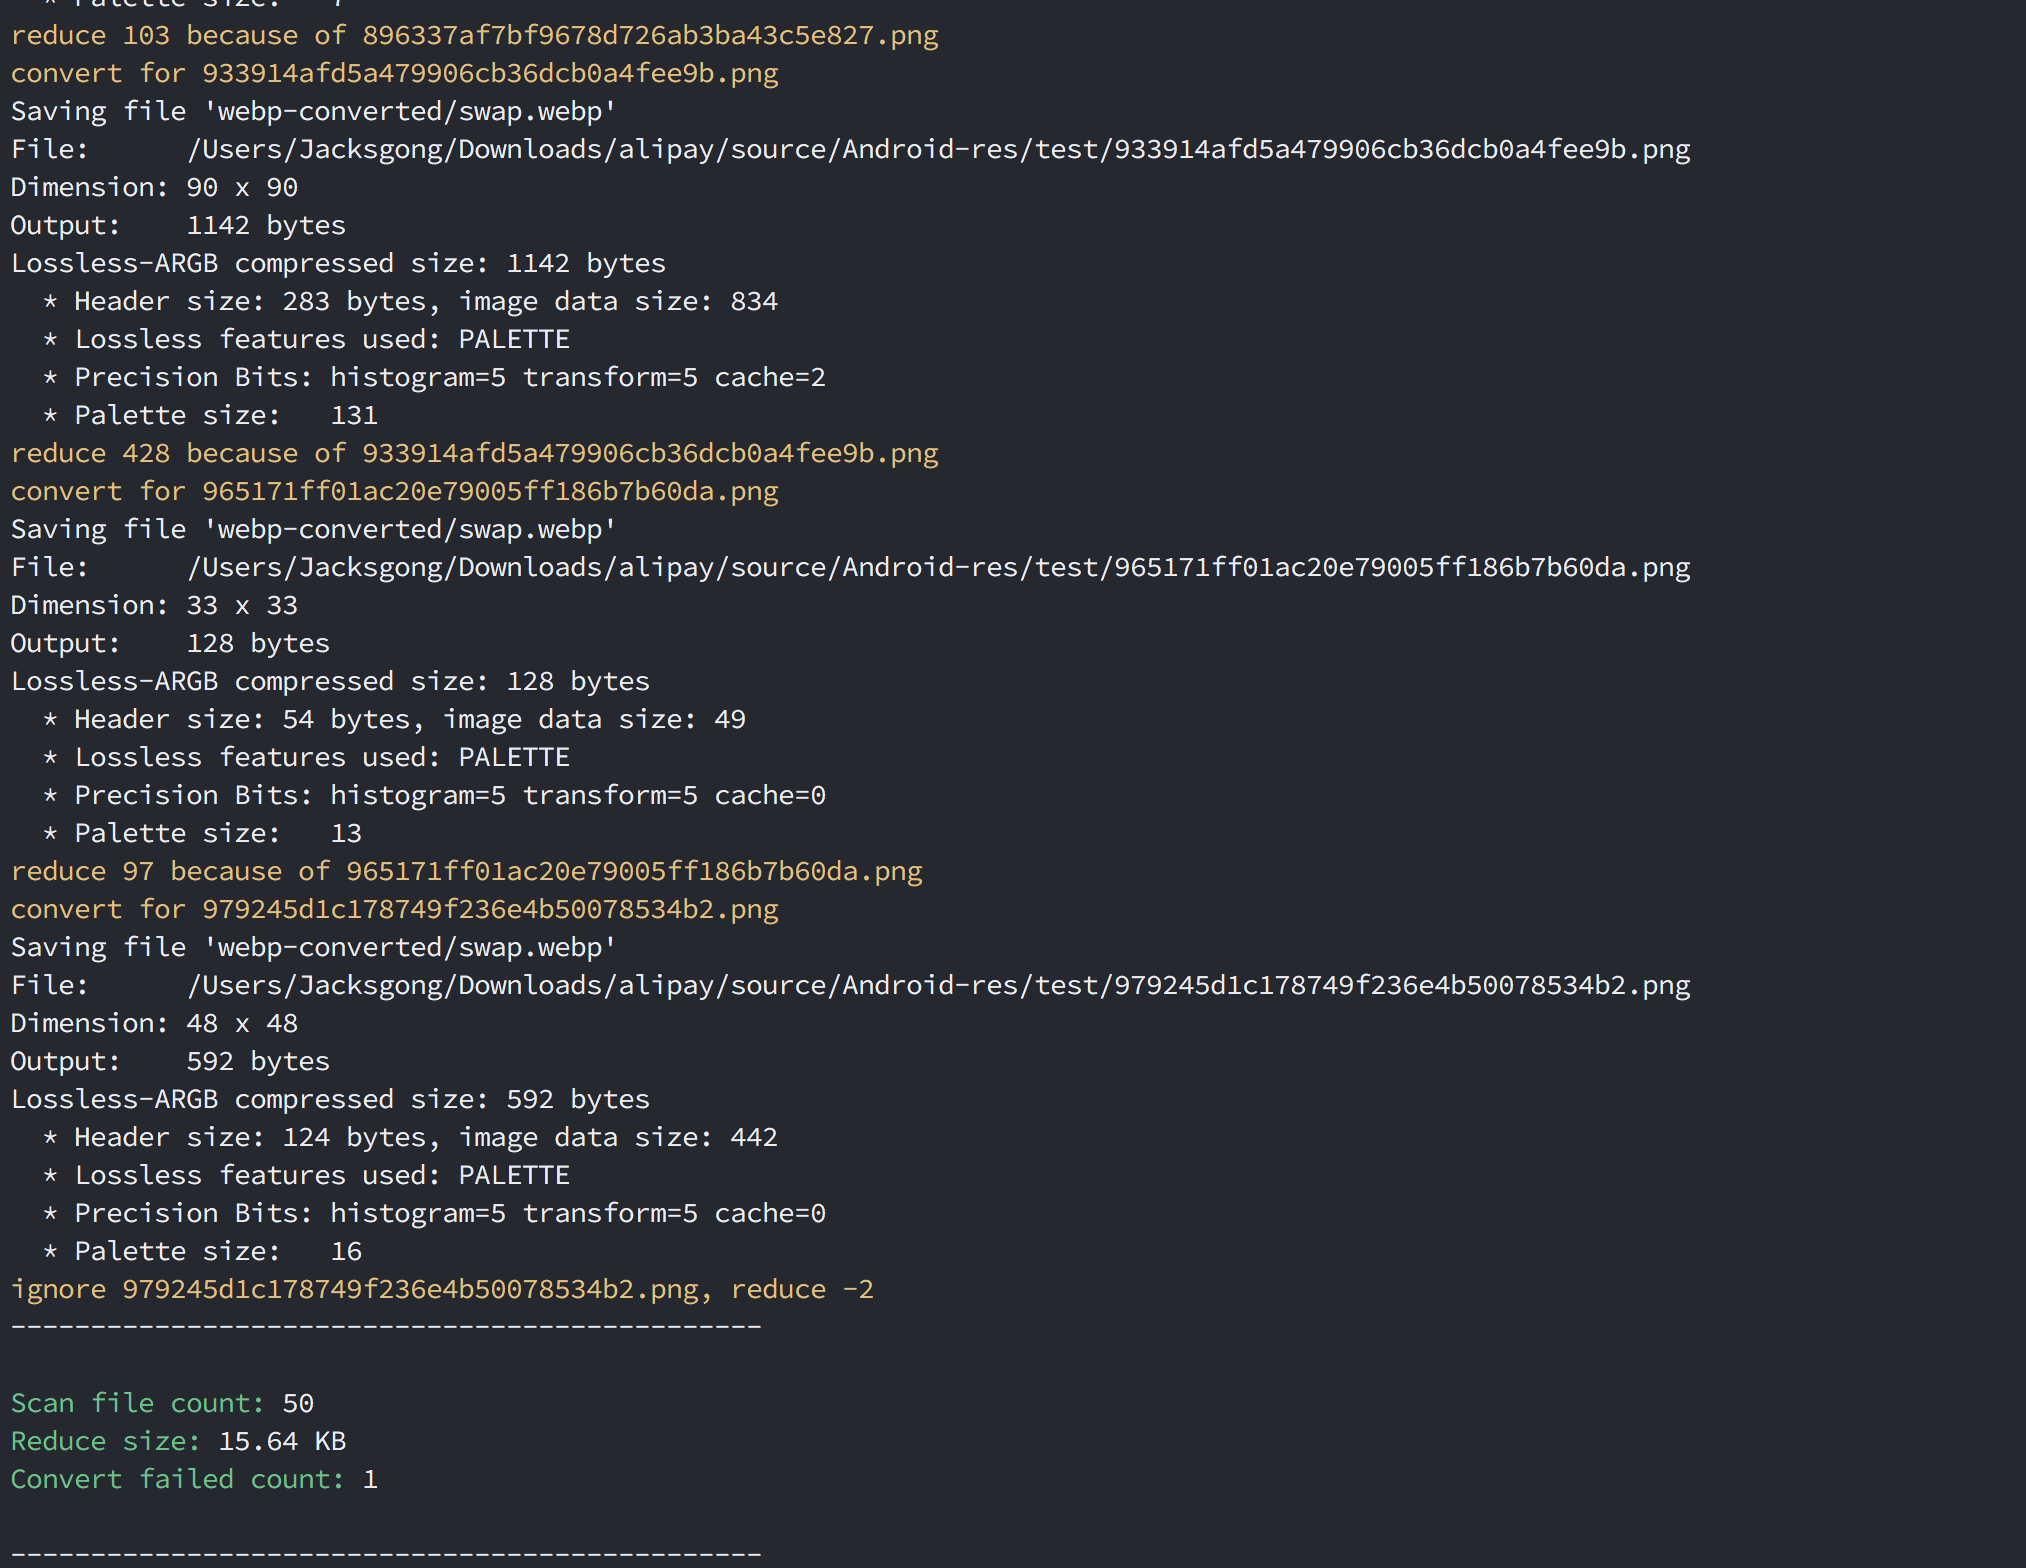 * Palette size:   7
reduce 103 because of 896337af7bf9678d726ab3ba43c5e827.png
convert for 933914afd5a479906cb36dcb0a4fee9b.png
Saving file 'webp-converted/swap.webp'
File:      /Users/Jacksgong/Downloads/alipay/source/Android-res/test/933914afd5a479906cb36dcb0a4fee9b.png
Dimension: 90 x 90
Output:    1142 bytes
Lossless-ARGB compressed size: 1142 bytes
  * Header size: 283 bytes, image data size: 834
  * Lossless features used: PALETTE
  * Precision Bits: histogram=5 transform=5 cache=2
  * Palette size:   131
reduce 428 because of 933914afd5a479906cb36dcb0a4fee9b.png
convert for 965171ff01ac20e79005ff186b7b60da.png
Saving file 'webp-converted/swap.webp'
File:      /Users/Jacksgong/Downloads/alipay/source/Android-res/test/965171ff01ac20e79005ff186b7b60da.png
Dimension: 33 x 33
Output:    128 bytes
Lossless-ARGB compressed size: 128 bytes
  * Header size: 54 bytes, image data size: 49
  * Lossless features used: PALETTE
  * Precision Bits: histogram=5 transform=5 cache=0
  * Palette size:   13
reduce 97 because of 965171ff01ac20e79005ff186b7b60da.png
convert for 979245d1c178749f236e4b50078534b2.png
Saving file 'webp-converted/swap.webp'
File:      /Users/Jacksgong/Downloads/alipay/source/Android-res/test/979245d1c178749f236e4b50078534b2.png
Dimension: 48 x 48
Output:    592 bytes
Lossless-ARGB compressed size: 592 bytes
  * Header size: 124 bytes, image data size: 442
  * Lossless features used: PALETTE
  * Precision Bits: histogram=5 transform=5 cache=0
  * Palette size:   16
ignore 979245d1c178749f236e4b50078534b2.png, reduce -2
-----------------------------------------------
Scan file count: 50
Reduce size: 15.64 KB
Convert failed count: 1
-----------------------------------------------